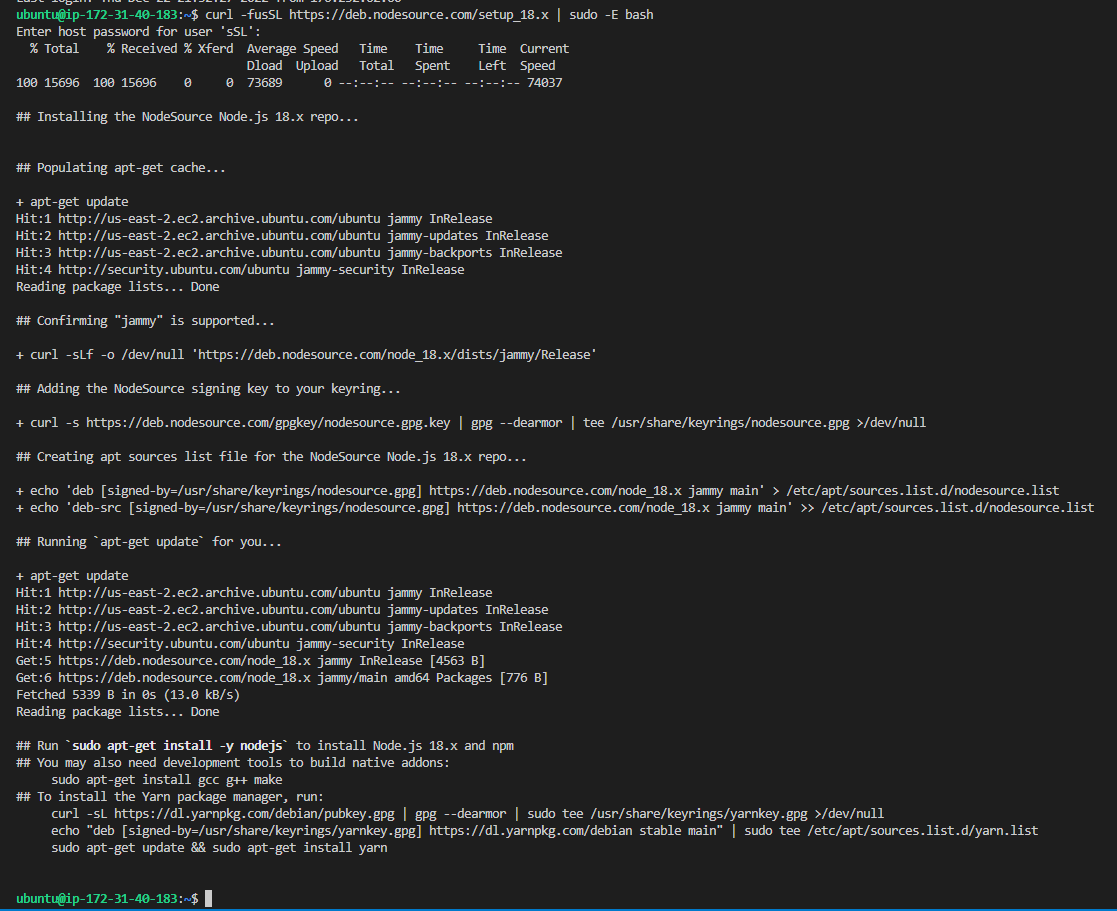 ubuntu@ip-172-31-40-183:~$ curl -fusSL https://deb.nodesource.com/setup_18.x | sudo -E bash
Enter host password for user 'sSL':
  % Total    % Received % Xferd  Average Speed   Time    Time     Time  Current
                                 Dload  Upload   Total   Spent    Left  Speed
100 15696  100 15696    0     0  73689      0 --:--:-- --:--:-- --:--:-- 74037

## Installing the NodeSource Node.js 18.x repo...


## Populating apt-get cache...

+ apt-get update
Hit:1 http://us-east-2.ec2.archive.ubuntu.com/ubuntu jammy InRelease
Hit:2 http://us-east-2.ec2.archive.ubuntu.com/ubuntu jammy-updates InRelease
Hit:3 http://us-east-2.ec2.archive.ubuntu.com/ubuntu jammy-backports InRelease
Hit:4 http://security.ubuntu.com/ubuntu jammy-security InRelease
Reading package lists... Done

## Confirming "jammy" is supported...

+ curl -sLf -o /dev/null 'https://deb.nodesource.com/node_18.x/dists/jammy/Release'

## Adding the NodeSource signing key to your keyring...

+ curl -s https://deb.nodesource.com/gpgkey/nodesource.gpg.key | gpg --dearmor | tee /usr/share/keyrings/nodesource.gpg >/dev/null

## Creating apt sources list file for the NodeSource Node.js 18.x repo...

+ echo 'deb [signed-by=/usr/share/keyrings/nodesource.gpg] https://deb.nodesource.com/node_18.x jammy main' > /etc/apt/sources.list.d/nodesource.list
+ echo 'deb-src [signed-by=/usr/share/keyrings/nodesource.gpg] https://deb.nodesource.com/node_18.x jammy main' >> /etc/apt/sources.list.d/nodesource.list

## Running `apt-get update` for you...

+ apt-get update
Hit:1 http://us-east-2.ec2.archive.ubuntu.com/ubuntu jammy InRelease
Hit:2 http://us-east-2.ec2.archive.ubuntu.com/ubuntu jammy-updates InRelease
Hit:3 http://us-east-2.ec2.archive.ubuntu.com/ubuntu jammy-backports InRelease
Hit:4 http://security.ubuntu.com/ubuntu jammy-security InRelease
Get:5 https://deb.nodesource.com/node_18.x jammy InRelease [4563 B]
Get:6 https://deb.nodesource.com/node_18.x jammy/main amd64 Packages [776 B]
Fetched 5339 B in 0s (13.0 kB/s)
Reading package lists... Done

## Run `sudo apt-get install -y nodejs` to install Node.js 18.x and npm
## You may also need development tools to build native addons:
     sudo apt-get install gcc g++ make
## To install the Yarn package manager, run:
     curl -sL https://dl.yarnpkg.com/debian/pubkey.gpg | gpg --dearmor | sudo tee /usr/share/keyrings/yarnkey.gpg >/dev/null
     echo "deb [signed-by=/usr/share/keyrings/yarnkey.gpg] https://dl.yarnpkg.com/debian stable main" | sudo tee /etc/apt/sources.list.d/yarn.list
     sudo apt-get update && sudo apt-get install yarn


ubuntu@ip-172-31-40-183:~$